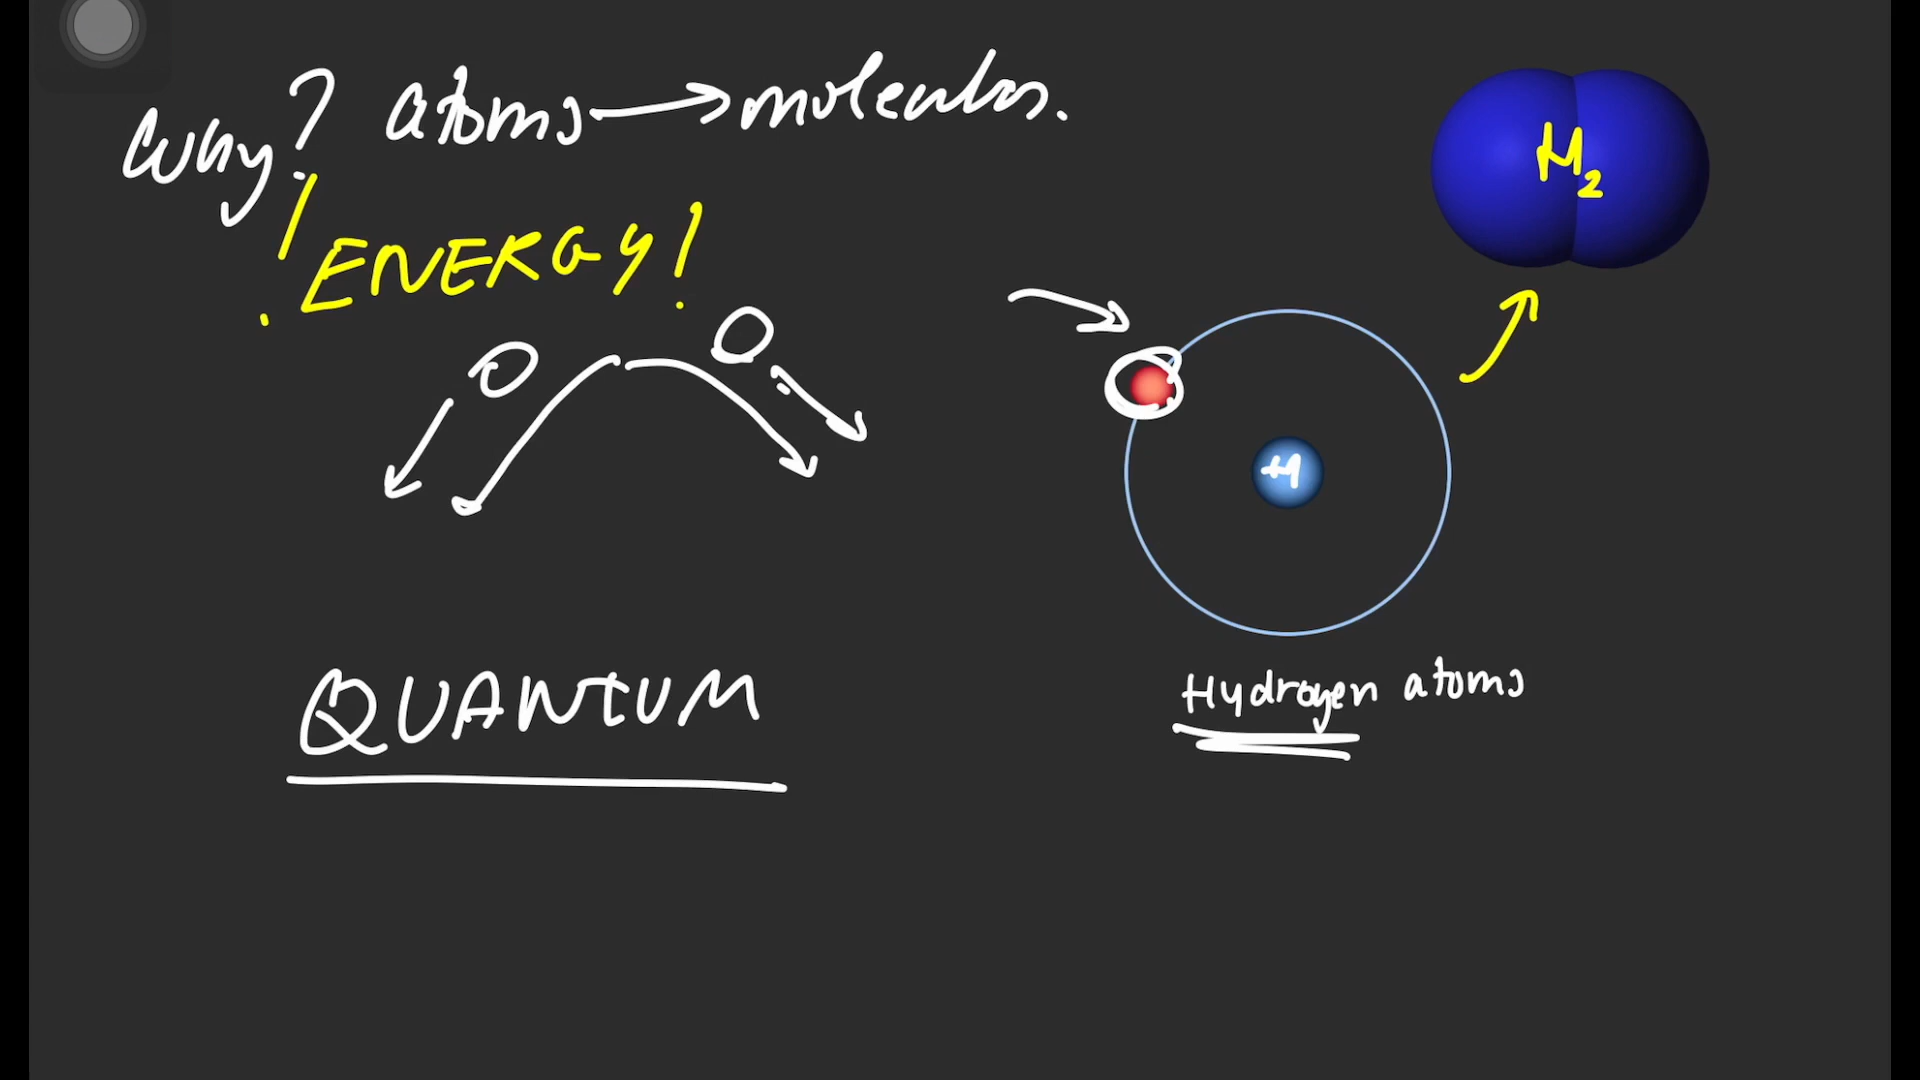 Why? atoms → molecules.
! ENERGY!
H₂
+1
QUANTUM
Hydrogen atoms